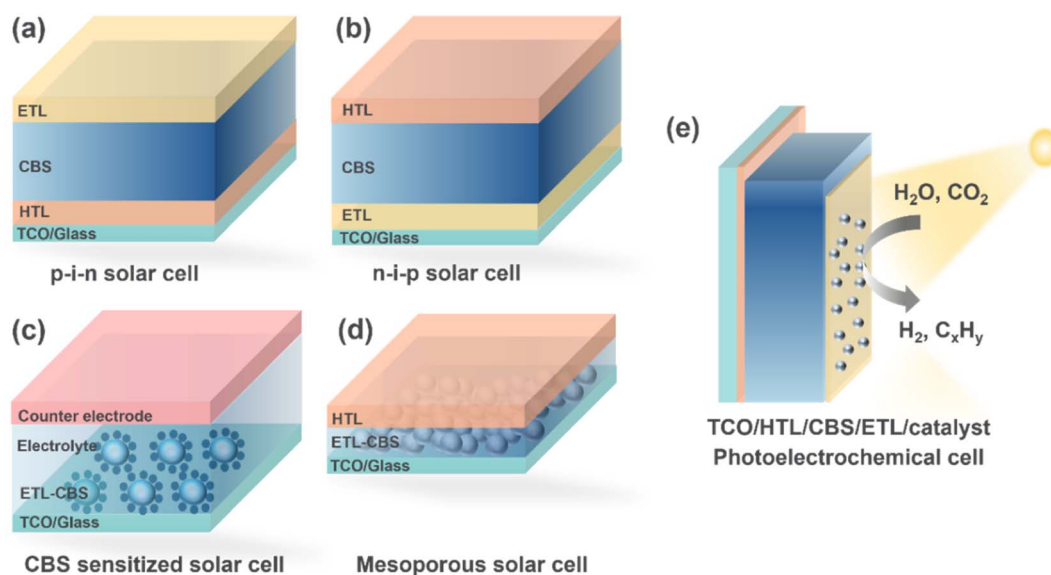 (a)
ETL
CBS
HTL
TCO/Glass
p-i-n solar cell
(b)
HTL
CBS
ETL
TCO/Glass
n-i-p solar cell
(c)
Counter electrode
Electrolyte
ETL-CBS
TCO/Glass
CBS sensitized solar cell
(d)
HTL
ETL-CBS
TCO/Glass
Mesoporous solar cell
(e)
H₂O, CO₂
H₂, CₓHᵧ
TCO/HTL/CBS/ETL/catalyst
Photoelectrochemical cell